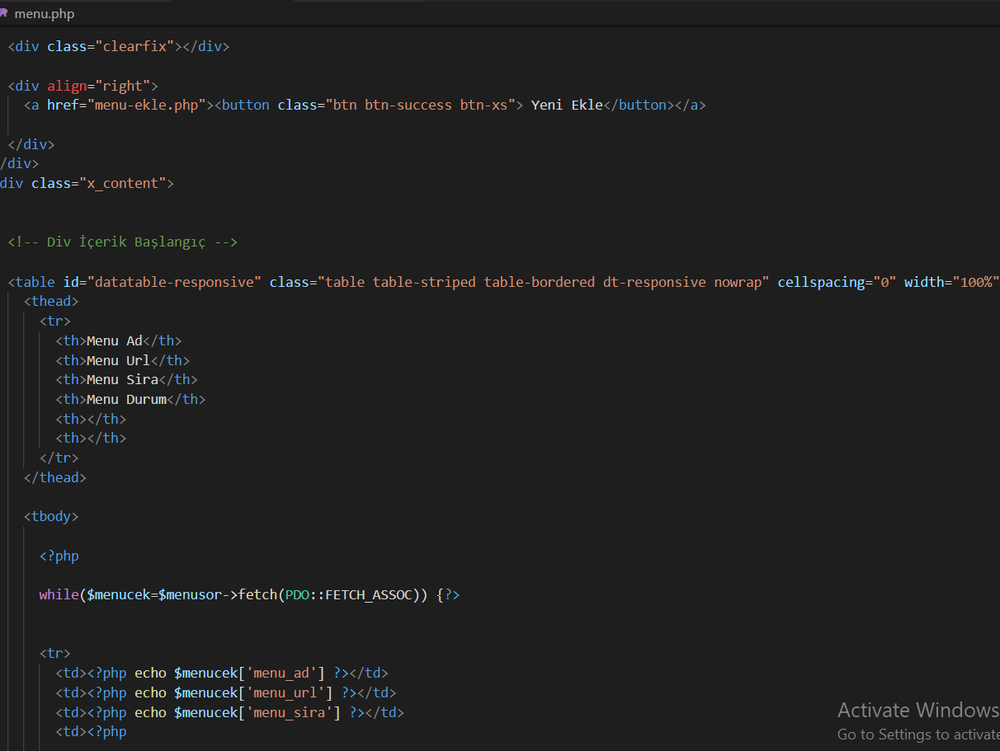 menu.php
<div class="clearfix"></div>
<div align="right">
<a href="menu-ekle.php"><button class="btn btn-success btn-xs"> Yeni Ekle</button></a>
</div>
/div>
div class="x_content">
<!-- Div İçerik Başlangıç -->
<table id="datatable-responsive" class="table table-striped table-bordered dt-responsive nowrap" cellspacing="0" width="100%"
<thead>
<tr>
<th>Menu Ad</th>
<th>Menu Url</th>
<th>Menu Sira</th>
<th>Menu Durum</th>
<th></th>
<th></th>
</tr>
</thead>
<tbody>
<?php
while($menucek=$menusor->fetch(PDO::FETCH_ASSOC)) {?>
<tr>
<td><?php echo $menucek['menu_ad'] ?></td>
<td><?php echo $menucek['menu_url'] ?></td>
<td><?php echo $menucek['menu_sira'] ?></td>
<td><?php
Activate Windows
Go to Settings to activate